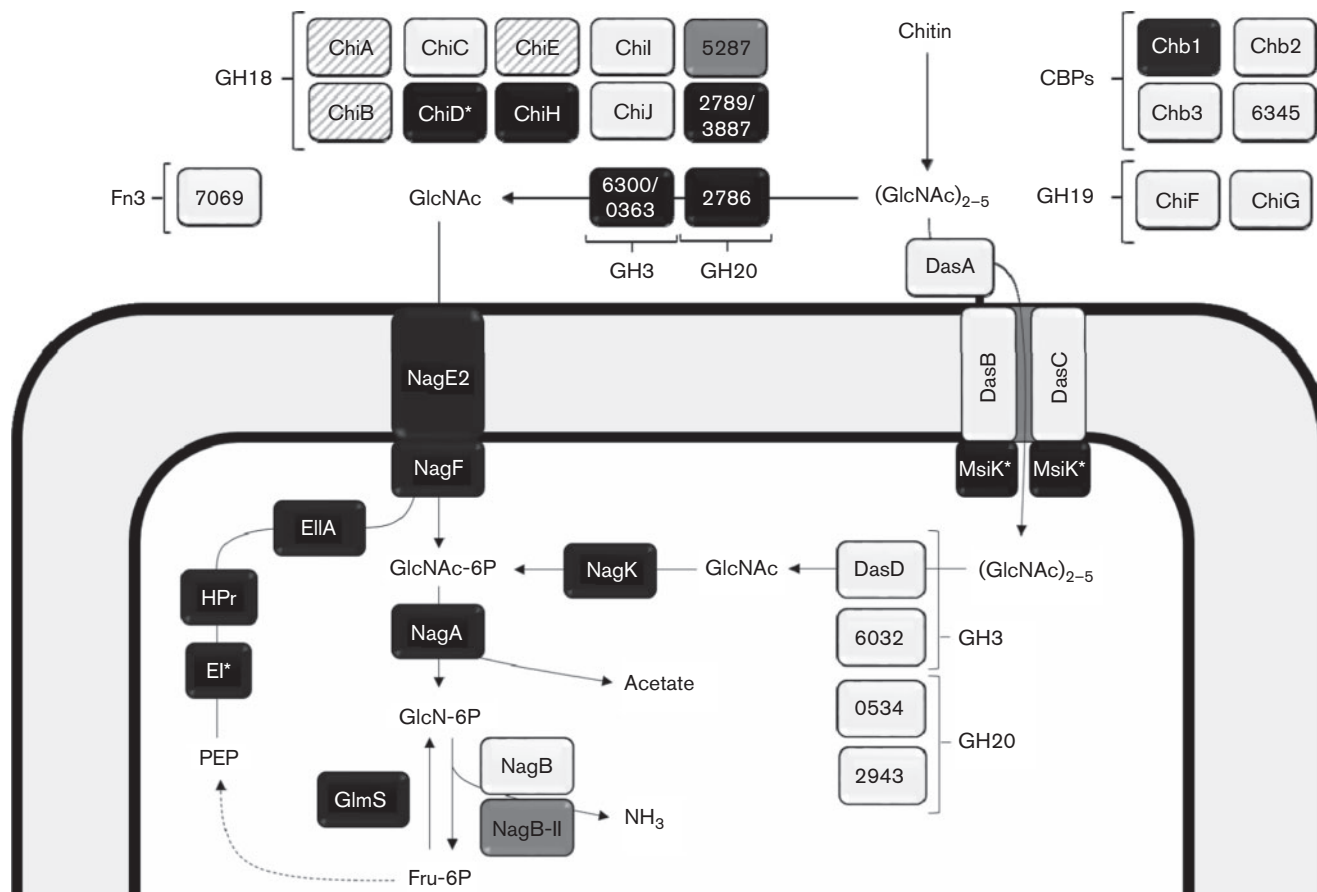 ChiA
ChiC
ChiE
ChiI
5287
Chitin
Chb1
Chb2
GH18
CBPs
ChiB
ChiD*
ChiH
ChiJ
2789/
3887
Chb3
6345
Fn3
7069
GlcNAc
6300/
0363
2786
(GlcNAc)2–5
GH19
ChiF
ChiG
GH3
GH20
DasA
NagE2
DasB
DasC
NagF
MsiK*
MsiK*
EIIA
GlcNAc-6P
NagK
GlcNAc
DasD
(GlcNAc)2–5
HPr
NagA
6032
GH3
EI*
Acetate
0534
GlcN-6P
GH20
PEP
NagB
2943
GlmS
NH3
NagB-II
Fru-6P